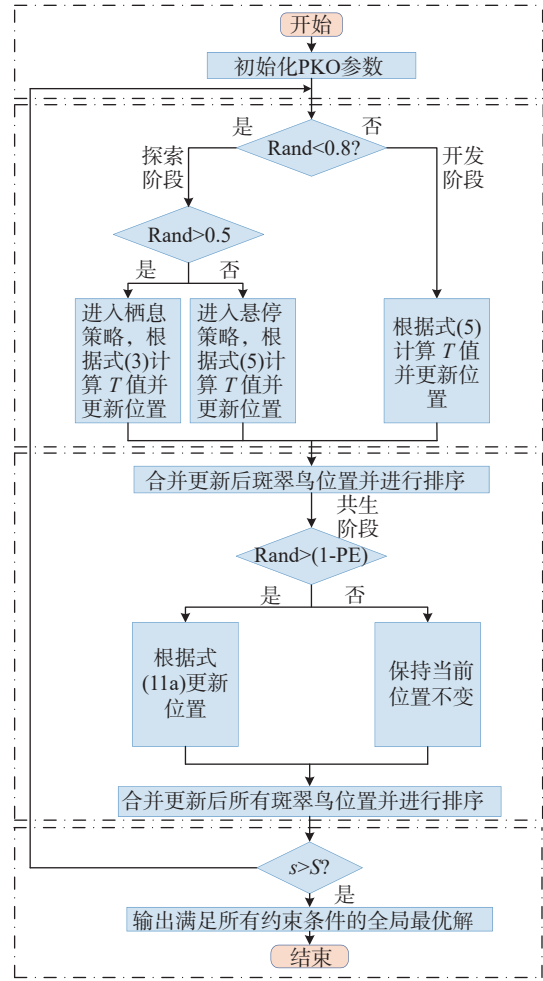 开始
初始化PKO参数
是
否
Rand<0.8?
探索
阶段
开发
阶段
Rand>0.5
是
否
进入栖息
策略，根
据式(3)计
算 T 值并
更新位置
进入悬停
策略，根
据式(5)计
算 T 值并
更新位置
根据式(5)
计算 T 值
并更新位
置
合并更新后斑翠鸟位置并进行排序
共生
阶段
Rand>(1-PE)
是
否
根据式
(11a)更新
位置
保持当前
位置不变
合并更新后所有斑翠鸟位置并进行排序
s>S?
是
输出满足所有约束条件的全局最优解
结束